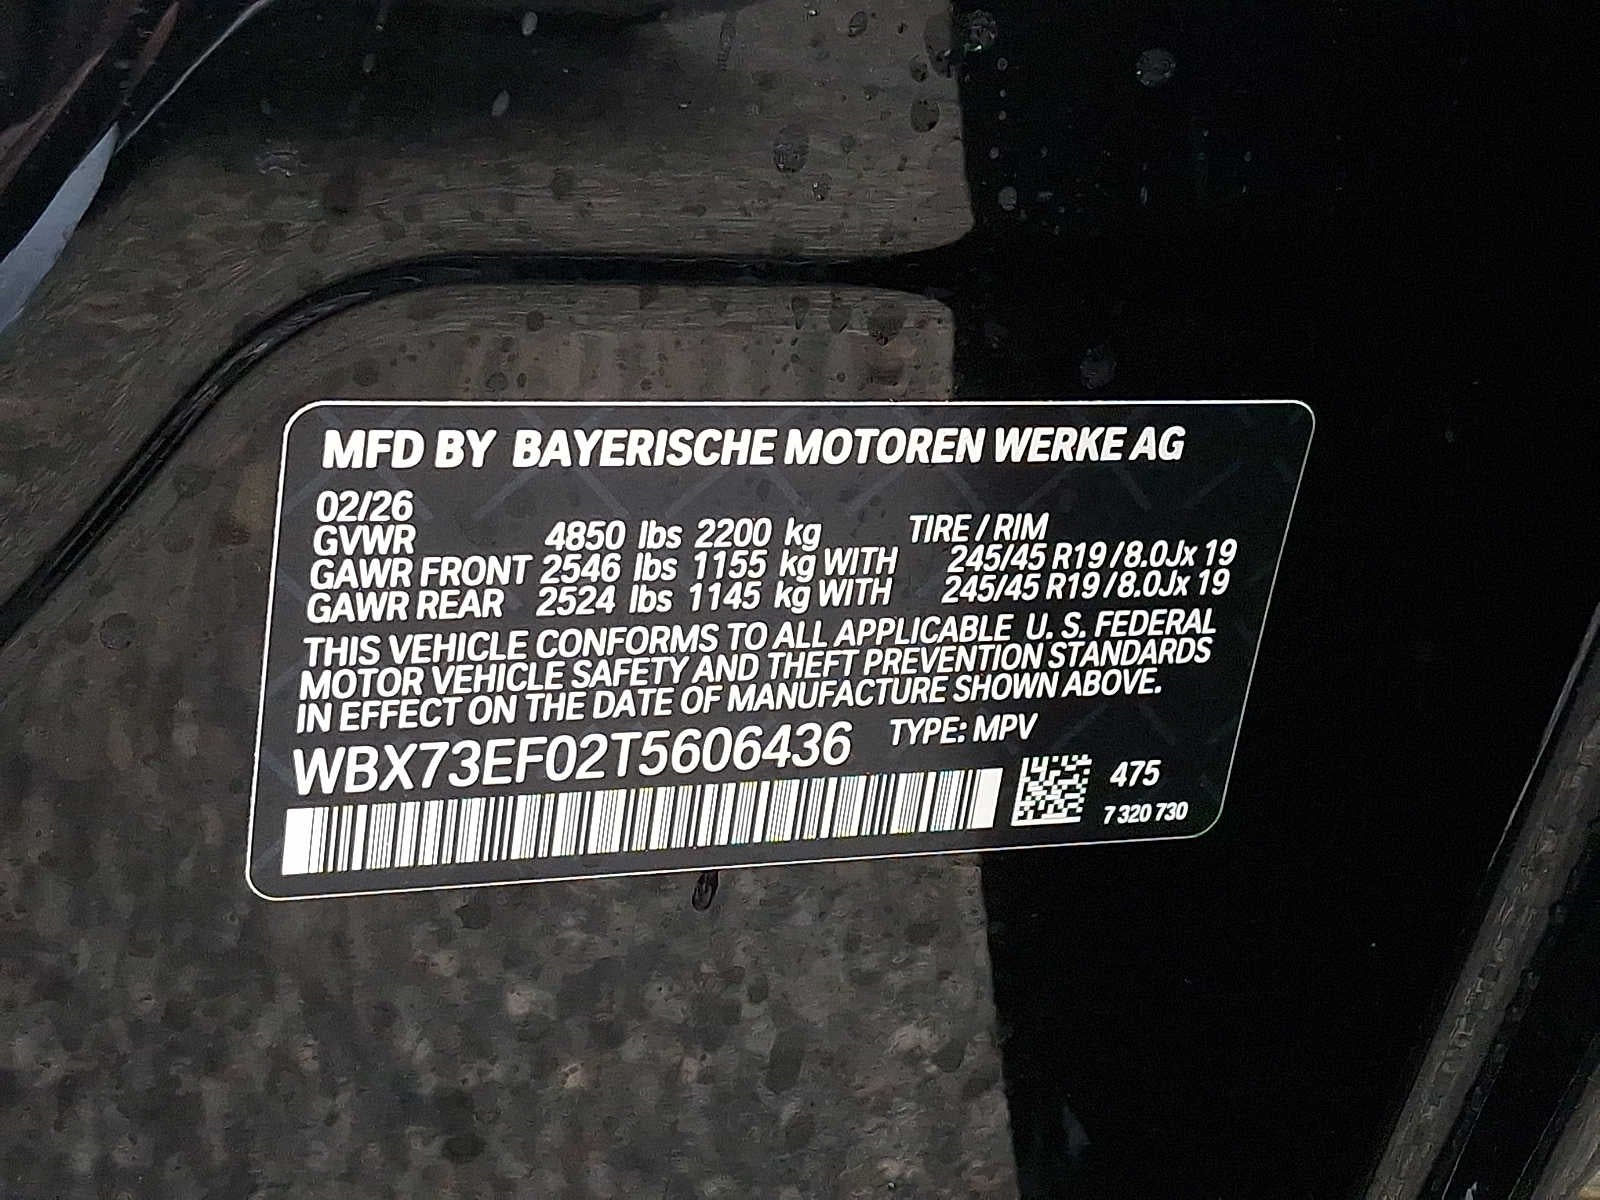 MFD BY BAYERISCHE MOTOREN WERKE AG
02/26
GVWR 4850 lbs 2200 kg TIRE / RIM
GAWR FRONT 2546 lbs 1155 kg WITH 245/45 R19 / 8.0Jx 19
GAWR REAR 2524 lbs 1145 kg WITH 245/45 R19 / 8.0Jx 19
THIS VEHICLE CONFORMS TO ALL APPLICABLE U. S. FEDERAL
MOTOR VEHICLE SAFETY AND THEFT PREVENTION STANDARDS
IN EFFECT ON THE DATE OF MANUFACTURE SHOWN ABOVE.
WBX73EF02T5606436 TYPE: MPV
475
7 320 730